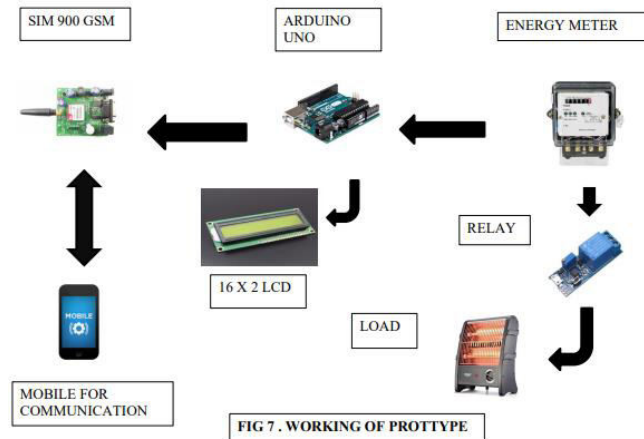 SIM 900 GSM
ARDUINO
UNO
ENERGY METER
RELAY
16 X 2 LCD
LOAD
MOBILE
MOBILE FOR
COMMUNICATION
FIG 7 . WORKING OF PROTTYPE